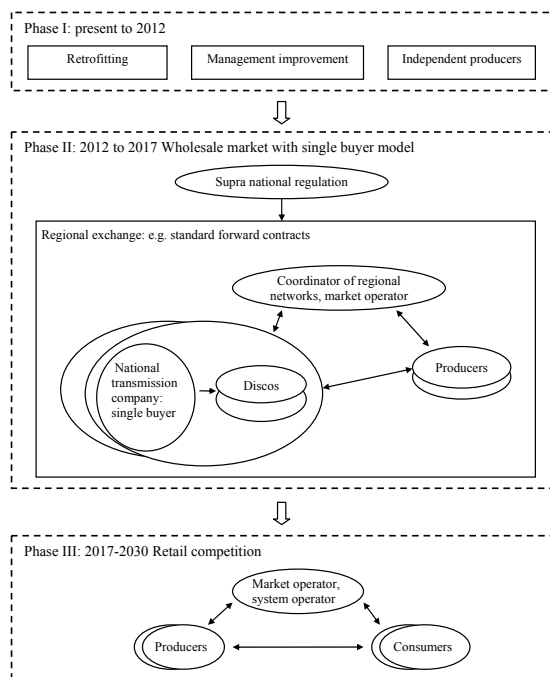 Phase I: present to 2012
Retrofitting
Management improvement
Independent producers
Phase II: 2012 to 2017 Wholesale market with single buyer model
Supra national regulation
Regional exchange: e.g. standard forward contracts
Coordinator of regional
networks, market operator
National
transmission
company:
single buyer
Discos
Producers
Phase III: 2017-2030 Retail competition
Market operator,
system operator
Producers
Consumers